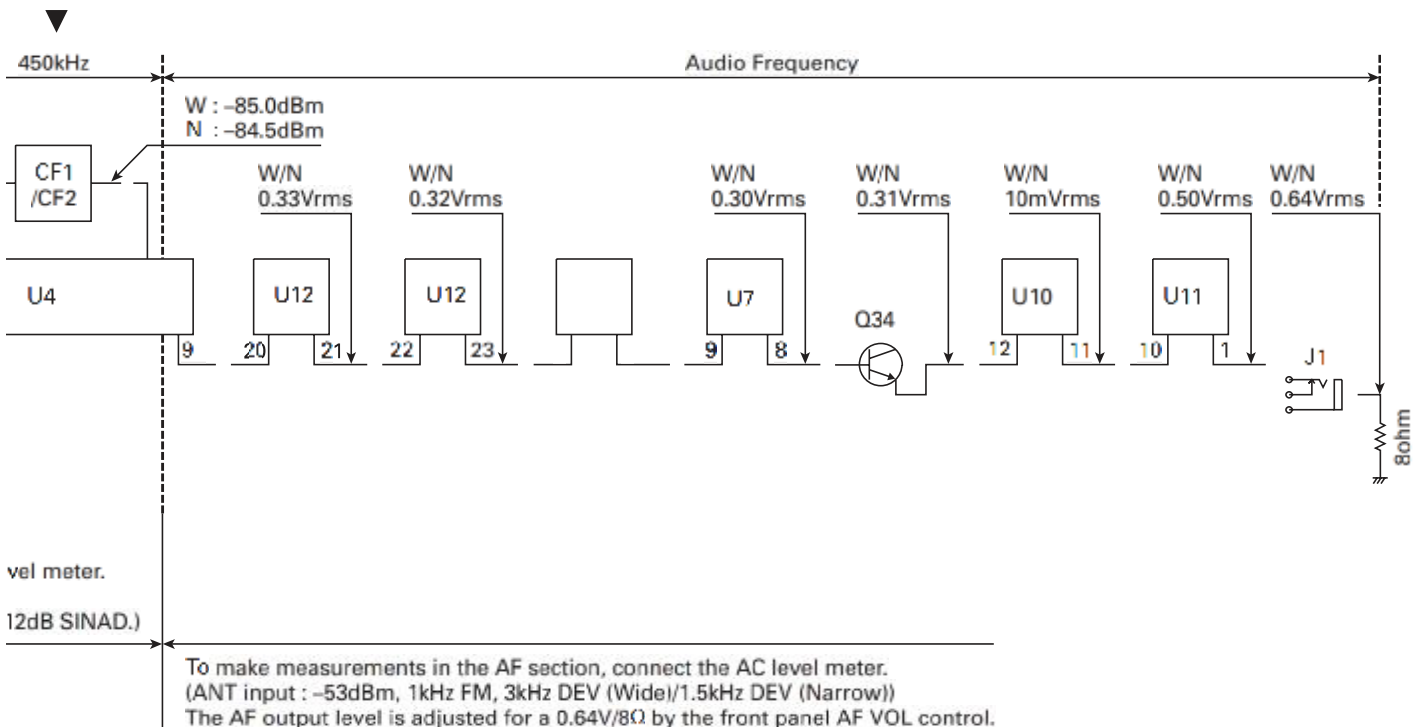 450kHz
Audio Frequency
W : –85.0dBm
N : –84.5dBm
CF1
/CF2
W/N
0.33Vrms
W/N
0.32Vrms
W/N
0.30Vrms
W/N
0.31Vrms
W/N
10mVrms
W/N
0.50Vrms
W/N
0.64Vrms
U4
U12
U12
U7
Q34
U10
U11
9
20
21
22
23
9
8
12
11
10
1
J1
8ohm
vel meter.
12dB SINAD.)
To make measurements in the AF section, connect the AC level meter.
(ANT input : –53dBm, 1kHz FM, 3kHz DEV (Wide)/1.5kHz DEV (Narrow))
The AF output level is adjusted for a 0.64V/8Ω by the front panel AF VOL control.